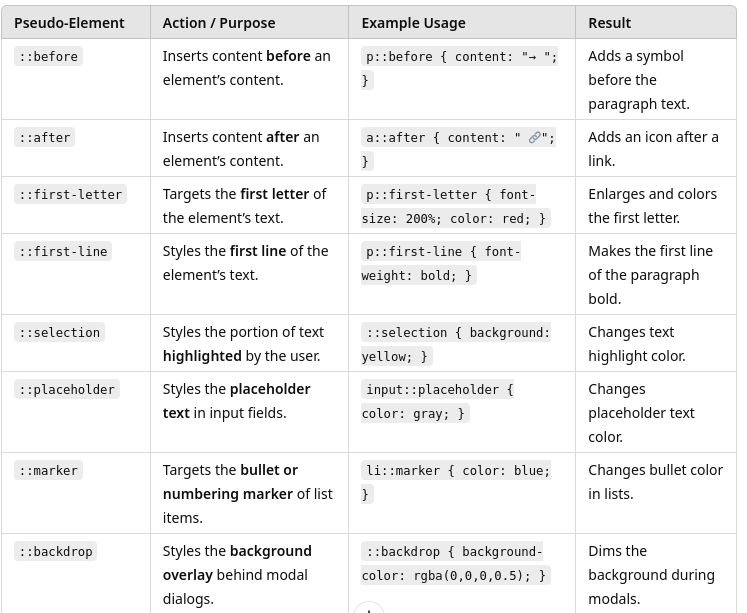 Pseudo-Element Action / Purpose Example Usage Result
::before Inserts content before an p::before { content: "→ "; Adds a symbol
element's content. } before the
paragraph text.
::after Inserts content after an a::after { content: " 🔗"; Adds an icon after a
element's content. } link.
::first-letter Targets the first letter of p::first-letter { font- Enlarges and colors
the element's text. size: 200%; color: red; } the first letter.
::first-line Styles the first line of the p::first-line { font- Makes the first line
element's text. weight: bold; } of the paragraph
bold.
::selection Styles the portion of text ::selection { background: Changes text
highlighted by the user. yellow; } highlight color.
::placeholder Styles the placeholder input::placeholder { Changes
text in input fields. color: gray; } placeholder text
color.
::marker Targets the bullet or li::marker { color: blue; Changes bullet color
numbering marker of list } in lists.
items.
::backdrop Styles the background ::backdrop { background- Dims the
overlay behind modal color: rgba(0,0,0,0.5); } background during
dialogs. modals.